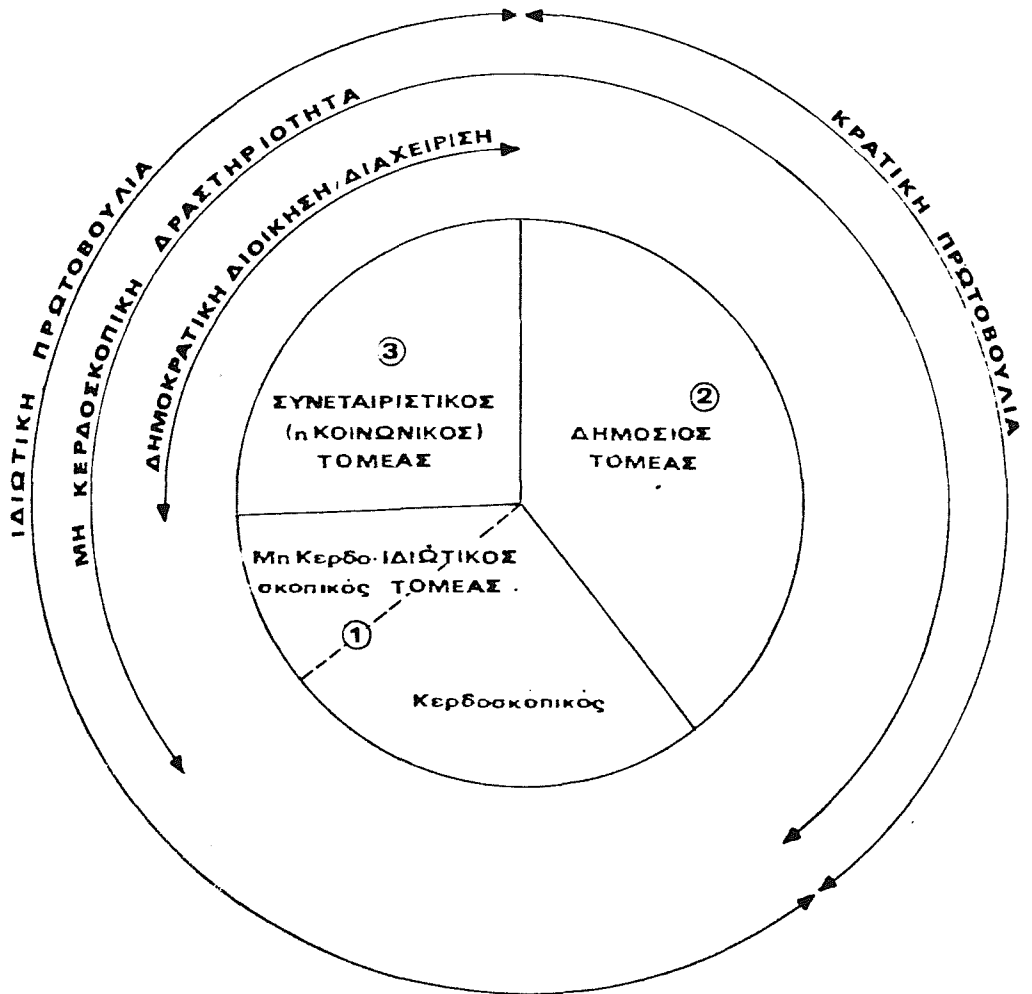 ΙΔΙΩΤΙΚΗ ΠΡΩΤΟΒΟΥΛΙΑ
ΜΗ ΚΕΡΔΟΣΚΟΠΙΚΗ ΔΡΑΣΤΗΡΙΟΤΗΤΑ
ΔΗΜΟΚΡΑΤΙΚΗ ΔΙΟΙΚΗΣΗ/ΔΙΑΧΕΙΡΙΣΗ
ΚΡΑΤΙΚΗ ΠΡΩΤΟΒΟΥΛΙΑ
③
ΣΥΝΕΤΑΙΡΙΣΤΙΚΟΣ
(η ΚΟΙΝΩΝΙΚΟΣ)
ΤΟΜΕΑΣ
②
ΔΗΜΟΣΙΟΣ
ΤΟΜΕΑΣ
Μη Κερδο-ΙΔΙΩΤΙΚΟΣ
σκοπικός ΤΟΜΕΑΣ
①
Κερδοσκοπικός